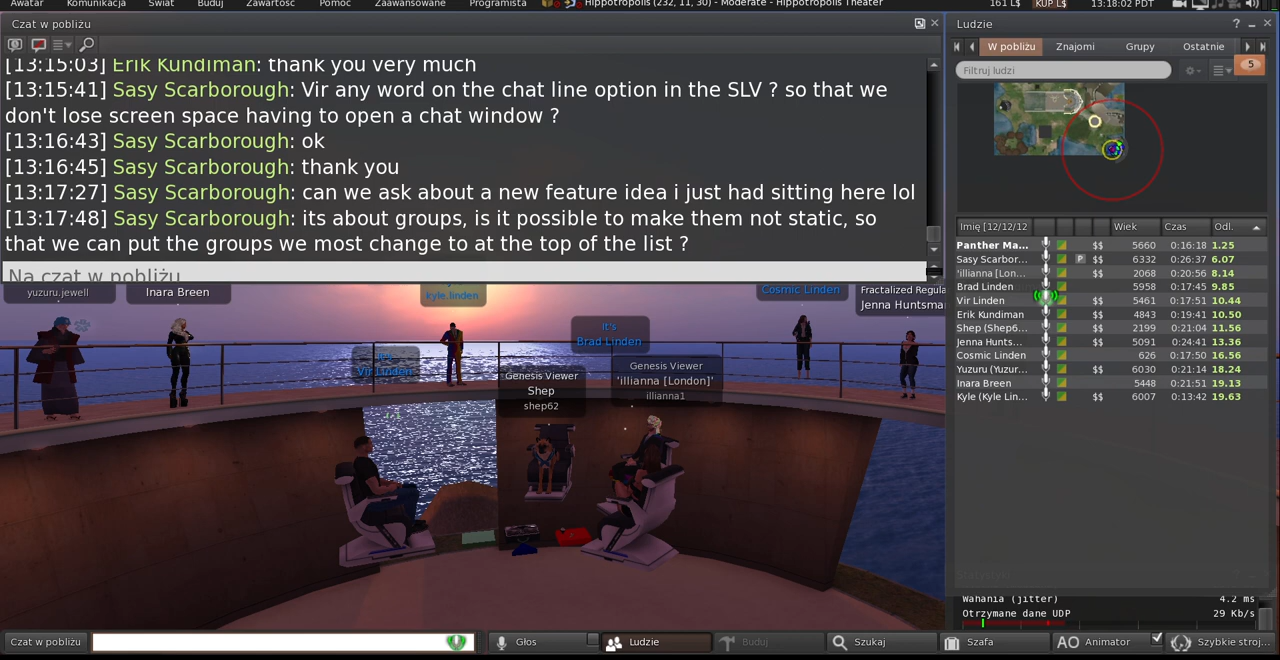 Awatar Komunikacja Świat Buduj Zawartość Pomoc Zaawansowane Programista Hippotropolis (232, 11, 30) - Moderate - Hippotropolis Theater 161 L$ KUP L$ 13:18:02 PDT
Czat w pobliżu
[13:15:03] Erik Kundiman: thank you very much
[13:15:41] Sasy Scarborough: Vir any word on the chat line option in the SLV ? so that we
don't lose screen space having to open a chat window ?
[13:16:43] Sasy Scarborough: ok
[13:16:45] Sasy Scarborough: thank you
[13:17:27] Sasy Scarborough: can we ask about a new feature idea i just had sitting here lol
[13:17:48] Sasy Scarborough: its about groups, is it possible to make them not static, so
that we can put the groups we most change to at the top of the list ?
Na czat w pobliżu
yuzuru.jewell
Inara Breen
kyle.linden
Cosmic Linden
Fractalized Regula
Jenna Huntsma
It's
Brad Linden
It's
Vir Linden
Genesis Viewer
Shep
shep62
Genesis Viewer
'illianna [London]'
illianna1
Ludzie
? _ ×
W pobliżu Znajomi Grupy Ostatnie
5
Filtruj ludzi
Imię [12/12/12 Wiek Czas Odl.
Panther Ma... $$ 5660 0:16:18 1.25
Sasy Scarbor... P $$ 6332 0:26:37 6.07
'illianna [Lon... $$ 2068 0:20:56 8.14
Brad Linden 5958 0:17:45 9.85
Vir Linden $$ 5461 0:17:51 10.44
Erik Kundiman $$ 4843 0:19:41 10.50
Shep (Shep6... $$ 2199 0:21:04 11.56
Jenna Hunts... $$ 5091 0:24:41 13.36
Cosmic Linden 626 0:17:50 16.56
Yuzuru (Yuzur... $$ 6030 0:21:14 18.24
Inara Breen 5448 0:21:51 19.13
Kyle (Kyle Lin... $$ 6007 0:13:42 19.63
Wahania (jitter) 4.2 ms
Otrzymane dane UDP 29 Kb/s
Czat w pobliżu Głos Ludzie Buduj Szukaj Szafa AO Animator Szybkie stroj...